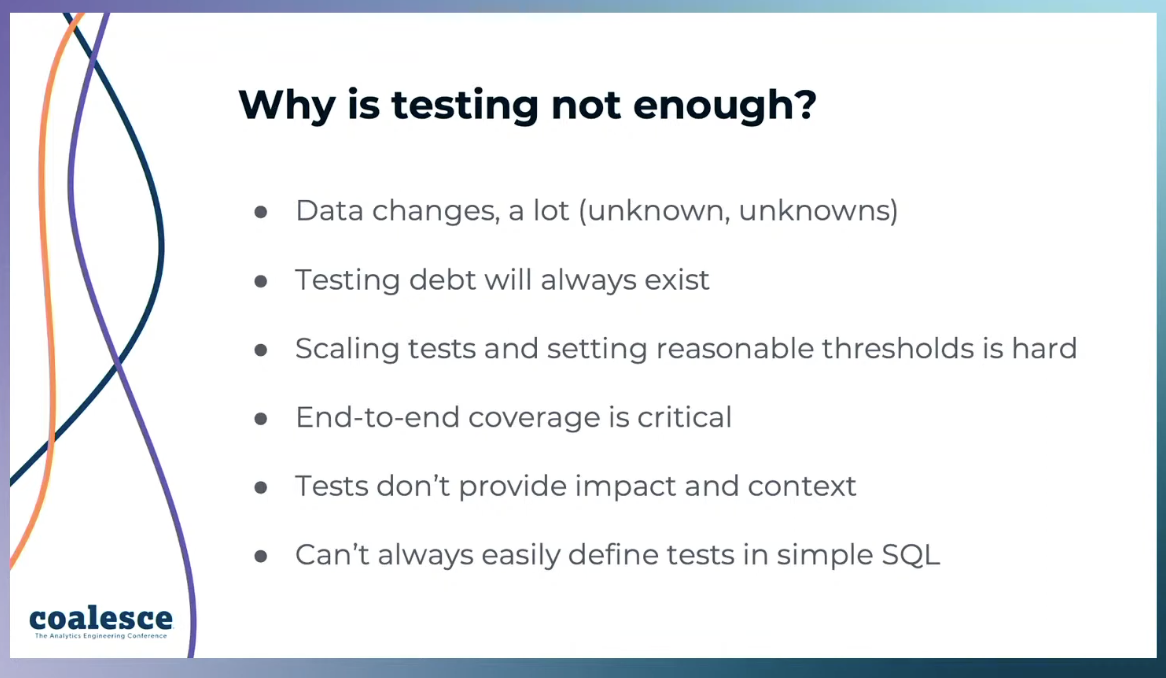 Why is testing not enough?
● Data changes, a lot (unknown, unknowns)
● Testing debt will always exist
● Scaling tests and setting reasonable thresholds is hard
● End-to-end coverage is critical
● Tests don’t provide impact and context
● Can’t always easily define tests in simple SQL
coalesce
The Analytics Engineering Conference